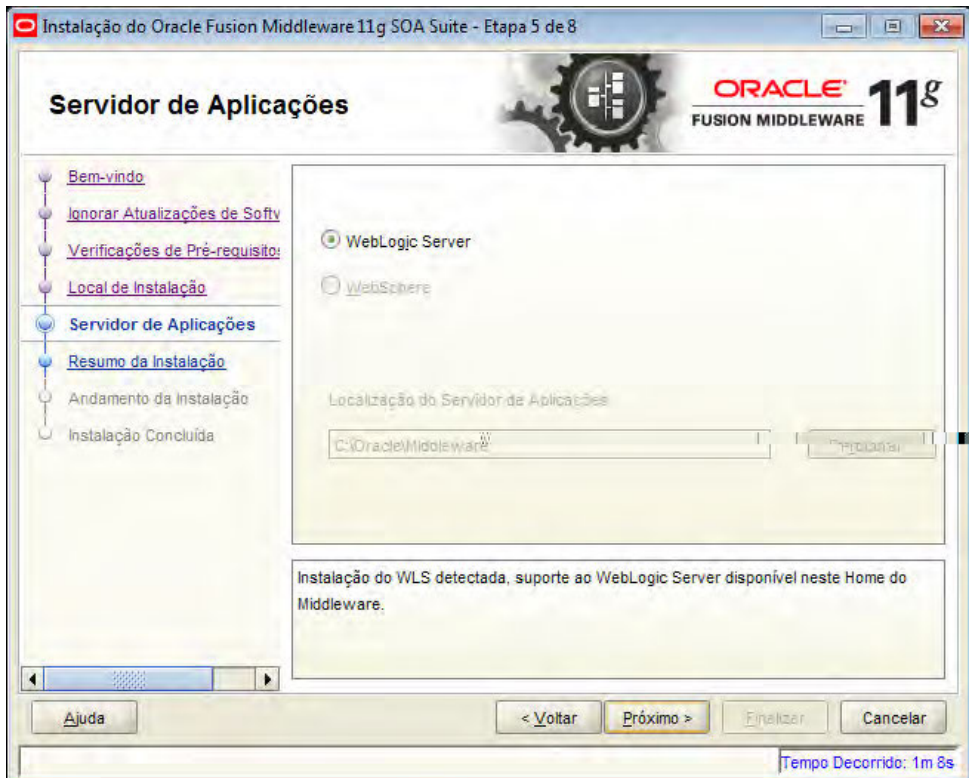 Instalação do Oracle Fusion Middleware 11g SOA Suite - Etapa 5 de 8
Servidor de Aplicações
ORACLE
FUSION MIDDLEWARE
11g
Bem-vindo
Ignorar Atualizações de Softv
Verificações de Pré-requisitos
Local de Instalação
Servidor de Aplicações
Resumo da Instalação
Andamento da Instalação
Instalação Concluída
WebLogic Server
WebSphere
Localização do Servidor de Aplicações
C:\Oracle\Middleware
Instalação do WLS detectada, suporte ao WebLogic Server disponível neste Home do
Middleware.
Ajuda
< Voltar
Próximo >
Finalizar
Cancelar
Tempo Decorrido: 1m 8s